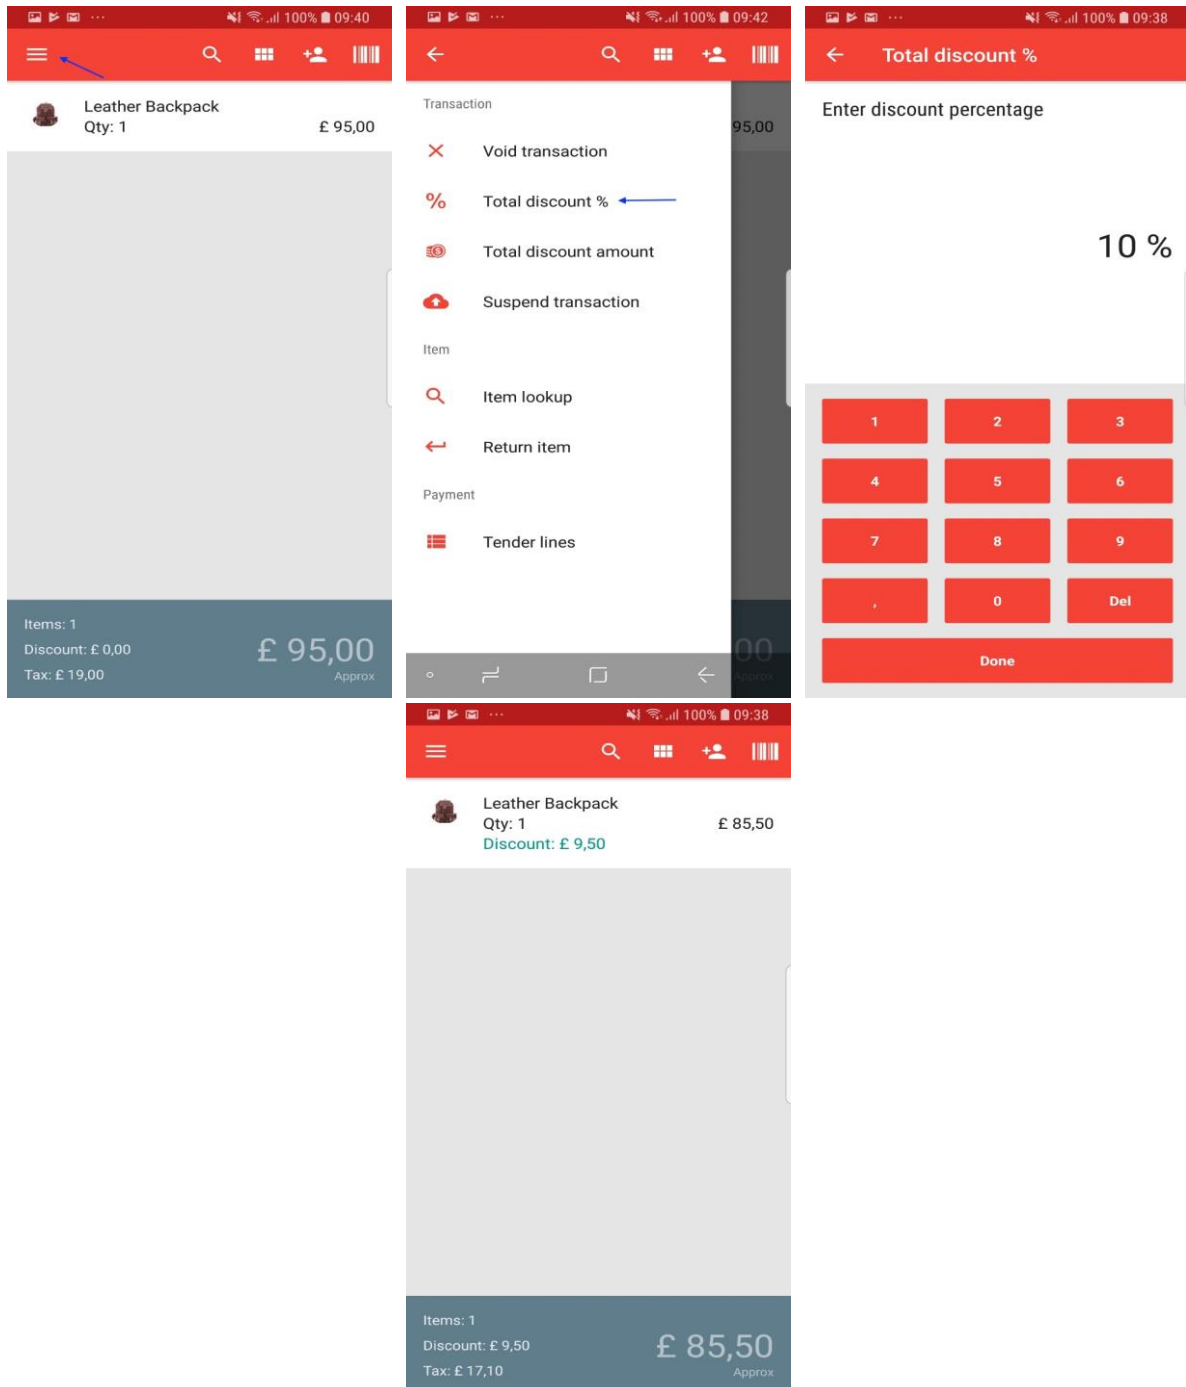 100% 09:40
Leather Backpack
Qty: 1
£ 95,00
Items: 1
Discount: £ 0,00
Tax: £ 19,00
£ 95,00
Approx
100% 09:42
Transaction
95,00
Void transaction
% Total discount %
Total discount amount
Suspend transaction
Item
Item lookup
Return item
Payment
Tender lines
00
Approx
100% 09:38
Total discount %
Enter discount percentage
10 %
1 2 3
4 5 6
7 8 9
, 0 Del
Done
100% 09:38
Leather Backpack
Qty: 1
£ 85,50
Discount: £ 9,50
Items: 1
Discount: £ 9,50
Tax: £ 17,10
£ 85,50
Approx